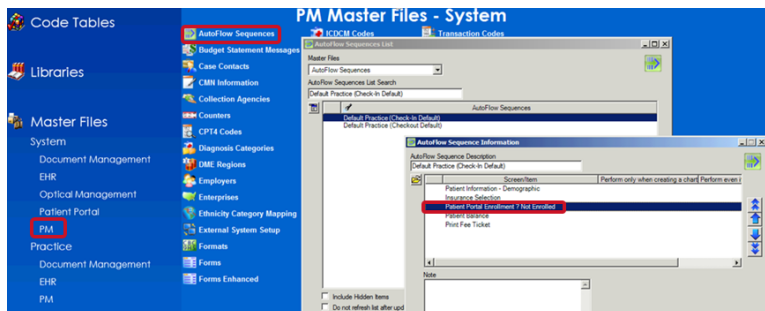 PM Master Files - System
Code Tables
Libraries
Master Files
System
Document Management
EHR
Optical Management
Patient Portal
PM
Practice
Document Management
EHR
PM
AutoFlow Sequences
Budget Statement Messages
Case Contacts
CMN Information
Collection Agencies
Counters
CPT4 Codes
Diagnosis Categories
DME Regions
Employers
Enterprises
Ethnicity Category Mapping
External System Setup
Formats
Forms
Forms Enhanced
ICDCM Codes
Transaction Codes
AutoFlow Sequences List
Master Files
AutoFlow Sequences
AutoFlow Sequences List Search
Default Practice (Check-In Default)
AutoFlow Sequences
Default Practice (Check-In Default)
Default Practice (Checkout Default)
Include Hidden Items
Do not refresh list after upd
AutoFlow Sequence Information
AutoFlow Sequence Description
Default Practice (Check-In Default)
Screen/Item
Perform only when creating a chart
Perform even i
Patient Information - Demographic
Insurance Selection
Patient Portal Enrollment ? Not Enrolled
Patient Balance
Print Fee Ticket
Note